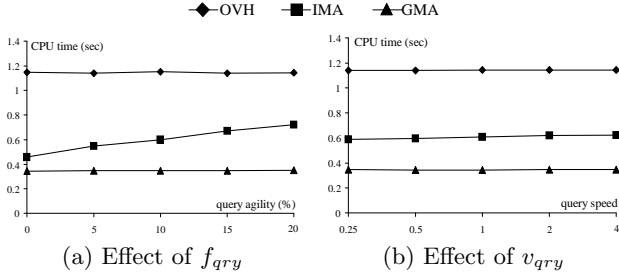 OVH IMA GMA
CPU time (sec)
1.4
1.2
1
0.8
0.6
0.4
0.2
0
query agility (%)
0 5 10 15 20
(a) Effect of f_qry
CPU time (sec)
1.4
1.2
1
0.8
0.6
0.4
0.2
0
query speed
0.25 0.5 1 2 4
(b) Effect of v_qry